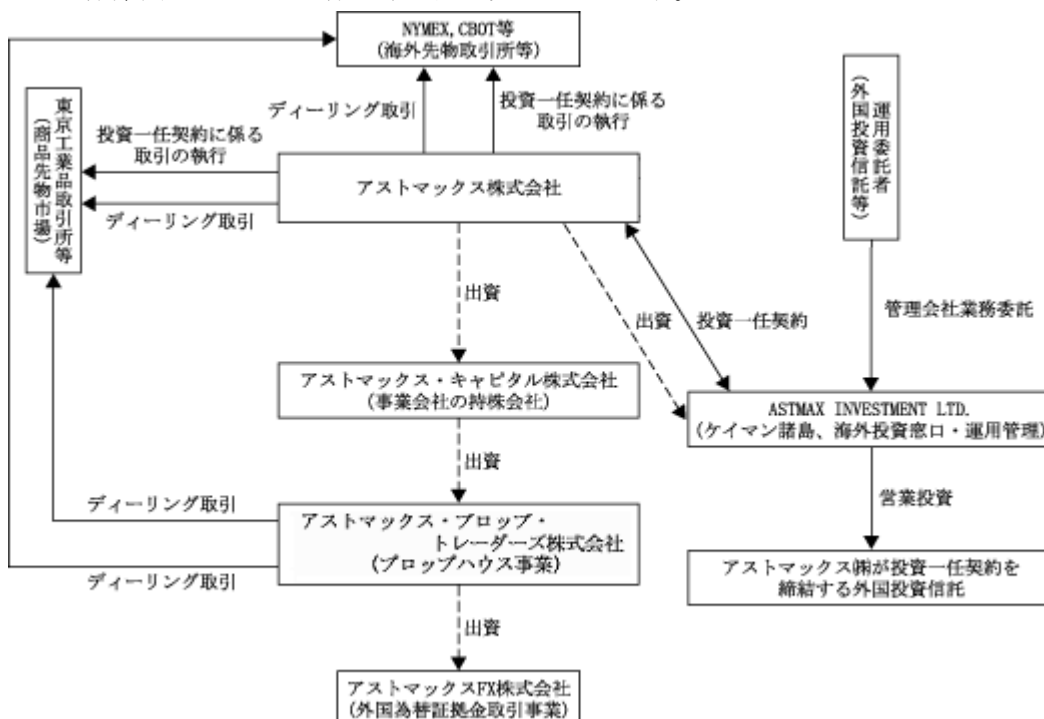 NYMEX, CBOT等
(海外先物取引所等)
ディーリング取引
投資一任契約に係る
取引の執行
東京工業品取引所等
(商品先物市場)
投資一任契約に係る
取引の執行
ディーリング取引
アストマックス株式会社
運用委託者
(外国投資信託等)
出資
出資
投資一任契約
管理会社業務委託
アストマックス・キャピタル株式会社
(事業会社の持株会社)
ASTMAX INVESTMENT LTD.
(ケイマン諸島、海外投資窓口・運用管理)
出資
営業投資
ディーリング取引
アストマックス・プロップ・
トレーダーズ株式会社
(プロップハウス事業)
ディーリング取引
アストマックス㈱が投資一任契約を
締結する外国投資信託
出資
アストマックスFX株式会社
(外国為替証拠金取引事業)